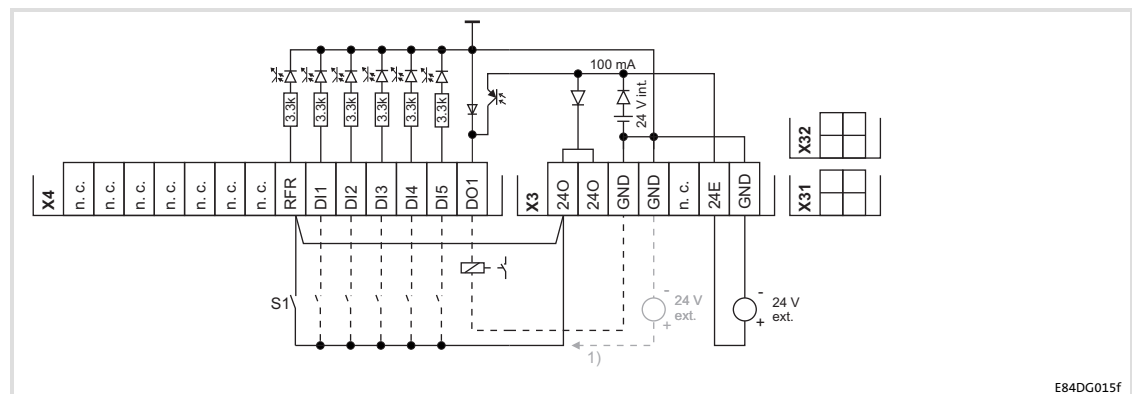 100 mA
3.3k 3.3k 3.3k 3.3k 3.3k 3.3k
24 V int.
X32
X4 n. c. n. c. n. c. n. c. n. c. n. c. n. c. RFR DI1 DI2 DI3 DI4 DI5 DO1
X3 24O 24O GND GND n. c. 24E GND
X31
S1
- 24 V ext. +
- 24 V ext. +
1)
E84DG015f